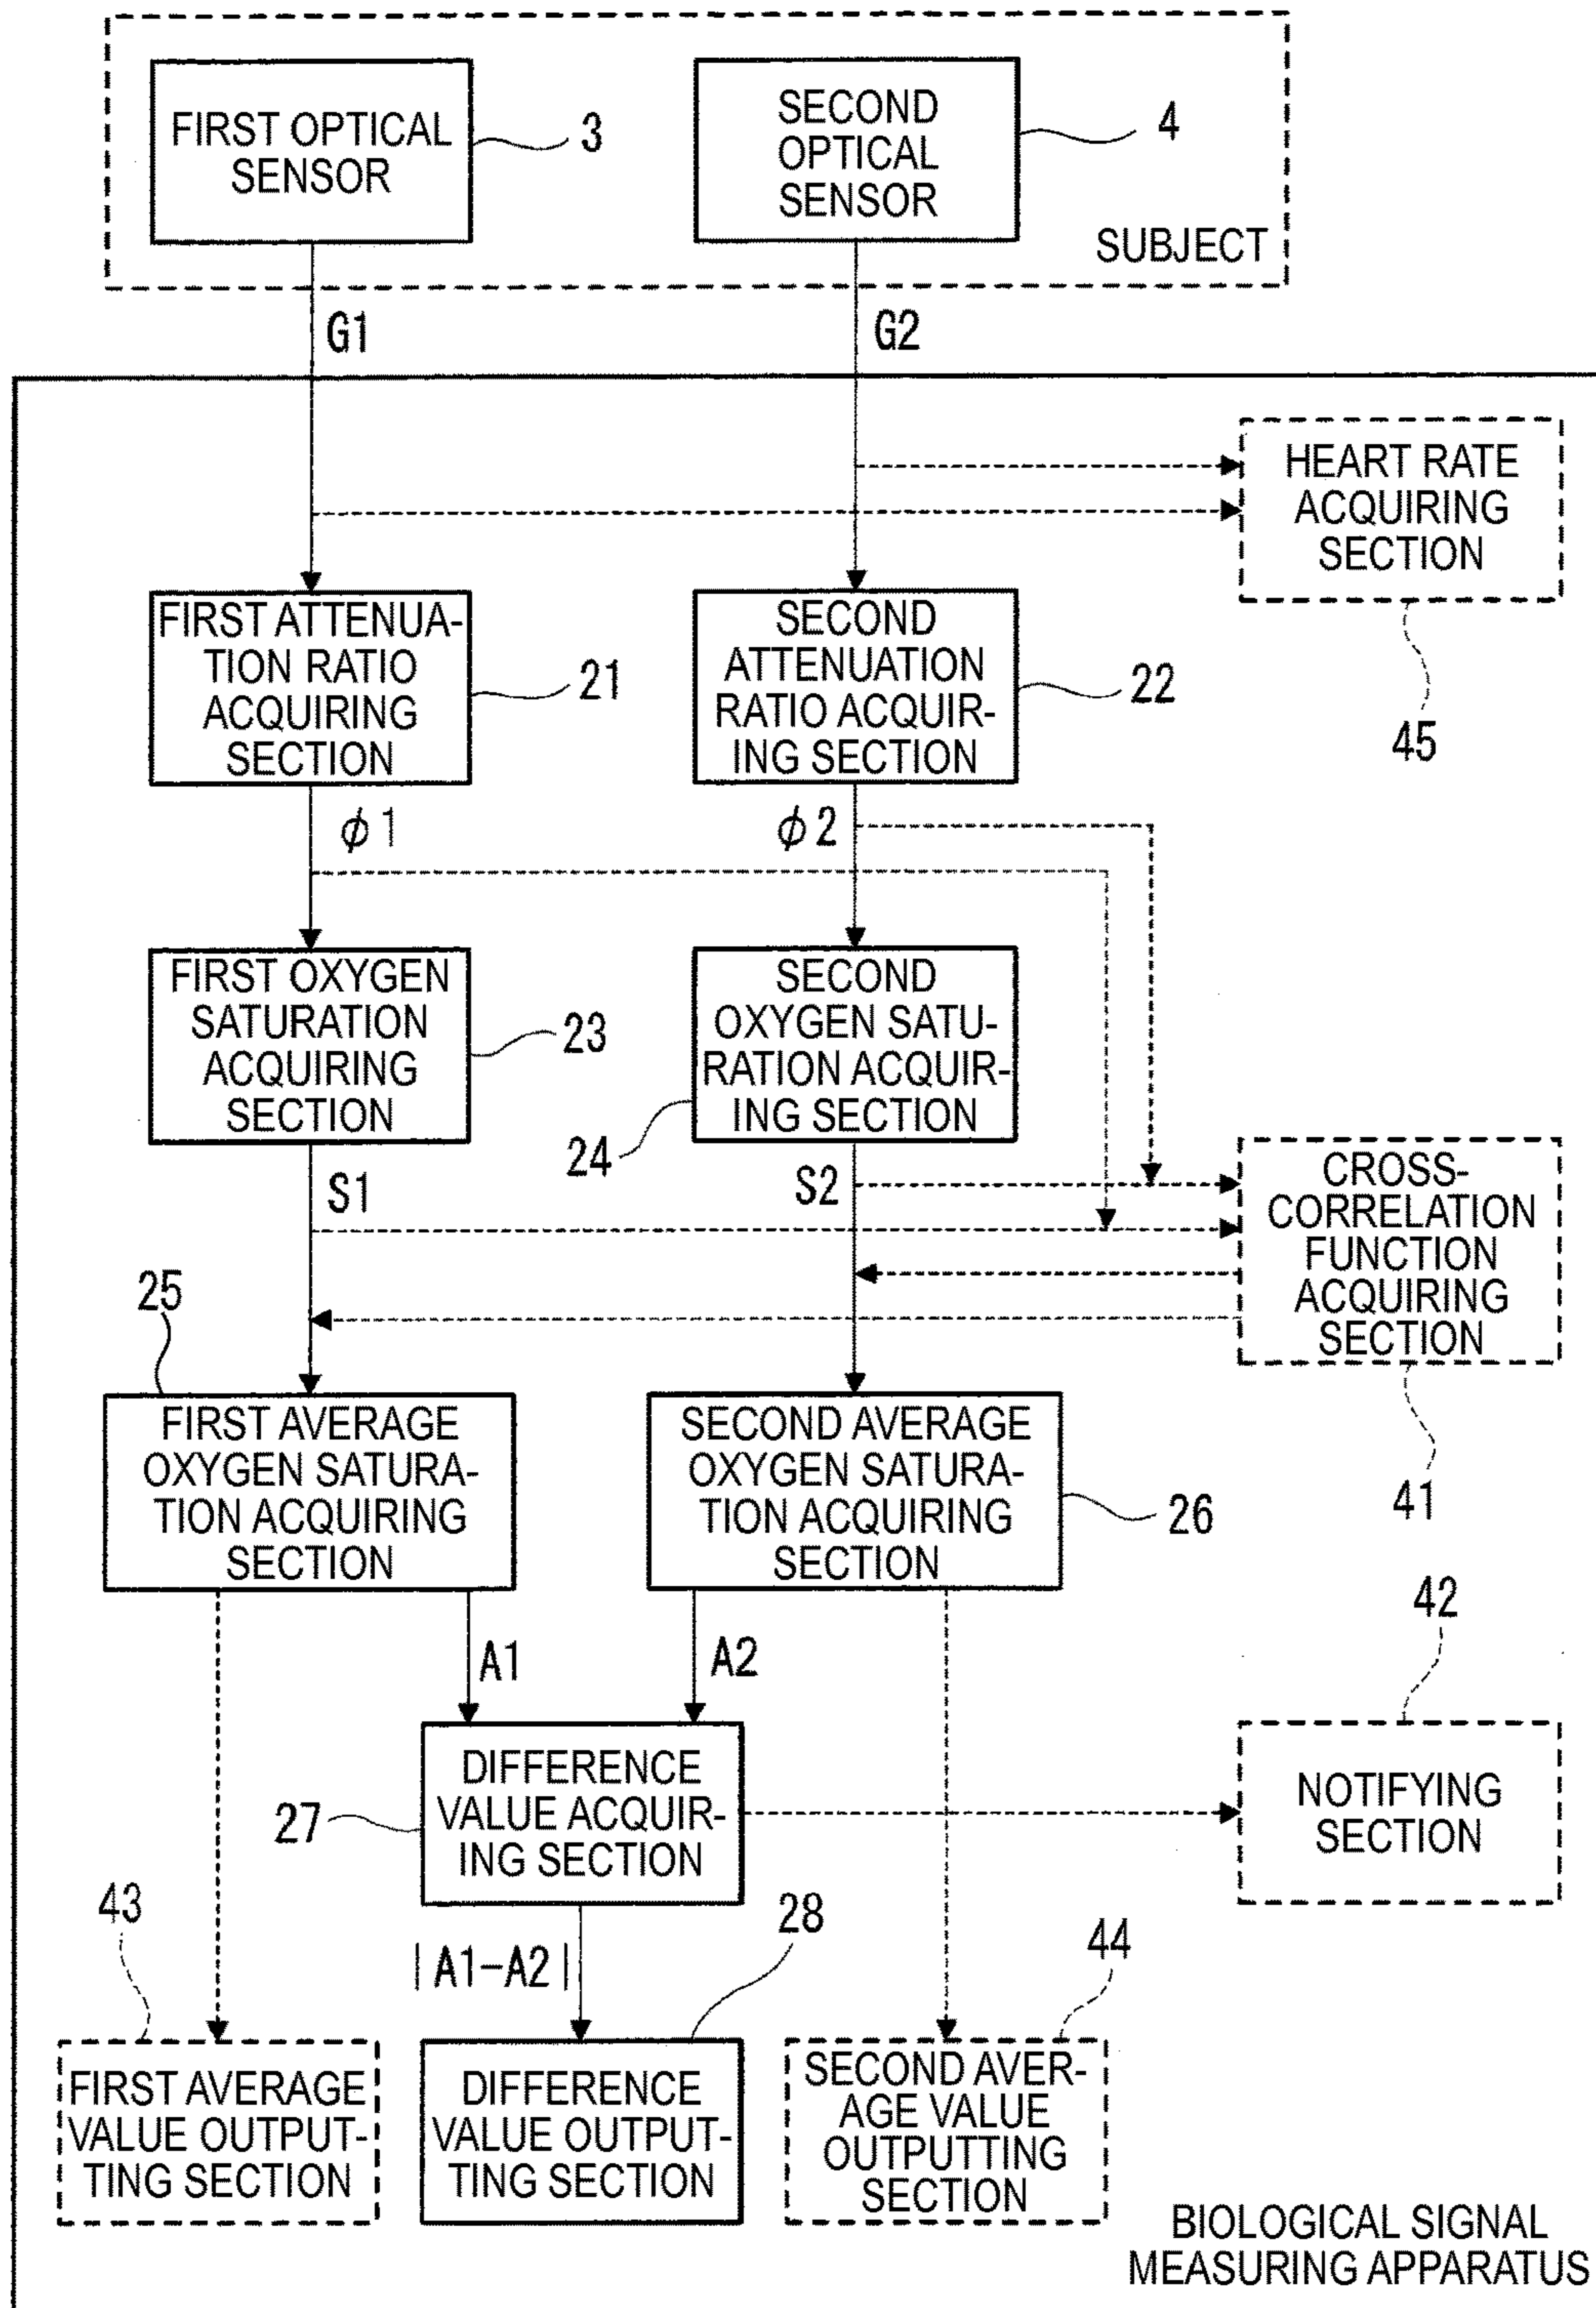 FIRST OPTICAL
SENSOR
3
SECOND
OPTICAL
SENSOR
4
SUBJECT
G1
G2
HEART RATE
ACQUIRING
SECTION
45
FIRST ATTENUA-
TION RATIO
ACQUIRING
SECTION
21
SECOND
ATTENUATION
RATIO ACQUIR-
ING SECTION
22
φ1
φ2
FIRST OXYGEN
SATURATION
ACQUIRING
SECTION
23
SECOND
OXYGEN SATU-
RATION ACQUIR-
ING SECTION
24
S1
S2
CROSS-
CORRELATION
FUNCTION
ACQUIRING
SECTION
41
25
FIRST AVERAGE
OXYGEN SATURA-
TION ACQUIRING
SECTION
SECOND AVERAGE
OXYGEN SATURA-
TION ACQUIRING
SECTION
26
A1
A2
42
NOTIFYING
SECTION
DIFFERENCE
VALUE ACQUIR-
ING SECTION
27
|A1-A2|
28
43
44
FIRST AVERAGE
VALUE OUTPUT-
TING SECTION
DIFFERENCE
VALUE OUTPUT-
TING SECTION
SECOND AVER-
AGE VALUE
OUTPUTTING
SECTION
BIOLOGICAL SIGNAL
MEASURING APPARATUS